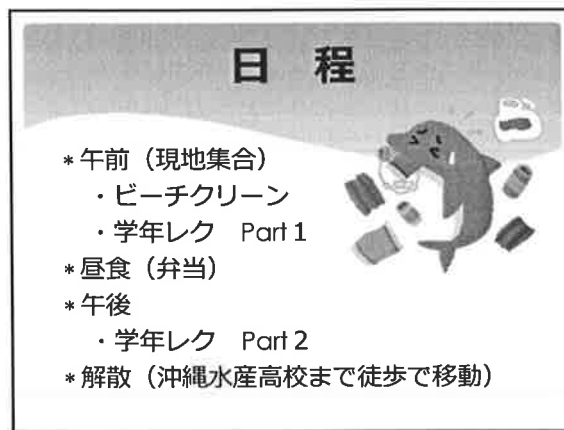 日 程
*午前（現地集合）
・ビーチクリーン
・学年レク Part 1
*昼食（弁当）
*午後
・学年レク Part 2
*解散（沖縄水産高校まで徒歩で移動）